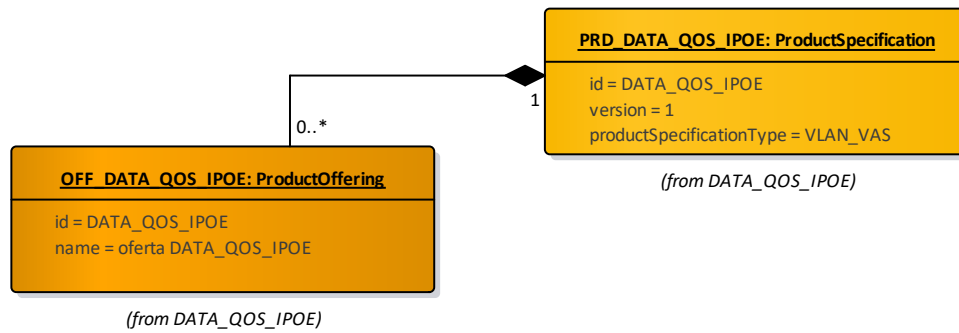 PRD_DATA_QOS_IPOE: ProductSpecification
id = DATA_QOS_IPOE
version = 1
productSpecificationType = VLAN_VAS
(from DATA_QOS_IPOE)
1
0..*
OFF_DATA_QOS_IPOE: ProductOffering
id = DATA_QOS_IPOE
name = oferta DATA_QOS_IPOE
(from DATA_QOS_IPOE)